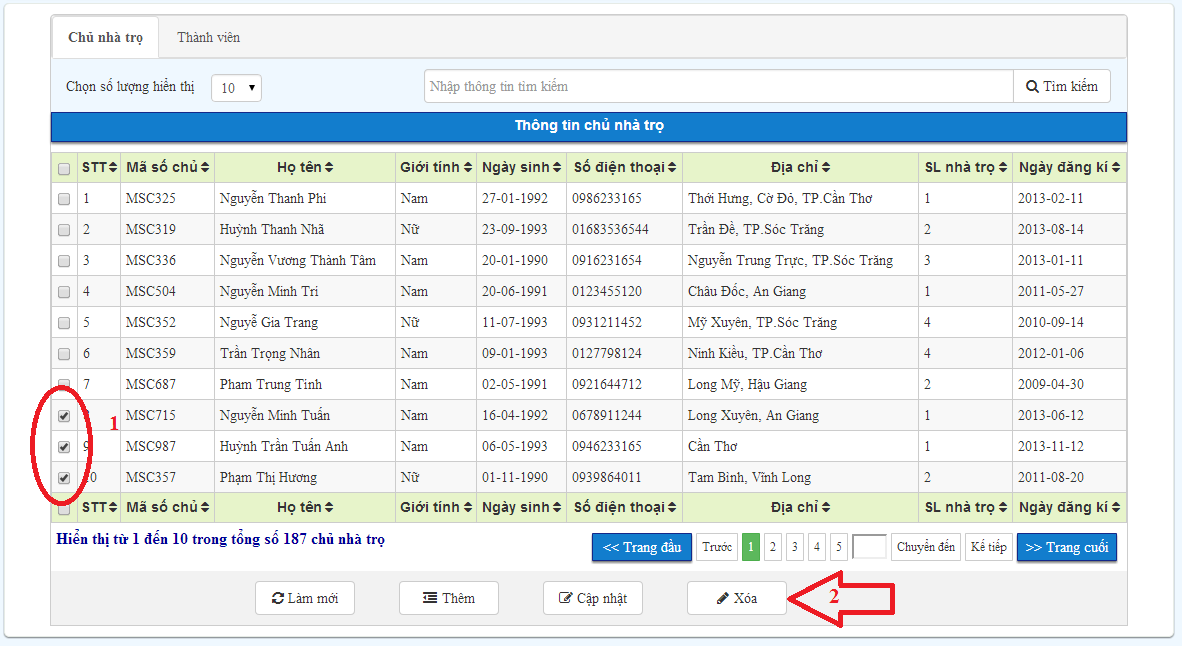 Chủ nhà trọ Thành viên
Chọn số lượng hiển thị 10 Nhập thông tin tìm kiếm Tìm kiếm
Thông tin chủ nhà trọ
STT Mã số chủ Họ tên Giới tính Ngày sinh Số điện thoại Địa chỉ SL nhà trọ Ngày đăng kí
1 MSC325 Nguyễn Thanh Phi Nam 27-01-1992 0986233165 Thới Hưng, Cờ Đỏ, TP.Cần Thơ 1 2013-02-11
2 MSC319 Huỳnh Thanh Nhã Nữ 23-09-1993 01683536544 Trần Đề, TP.Sóc Trăng 2 2013-08-14
3 MSC336 Nguyễn Vương Thành Tâm Nam 20-01-1990 0916231654 Nguyễn Trung Trực, TP.Sóc Trăng 3 2013-01-11
4 MSC504 Nguyễn Minh Trí Nam 20-06-1991 0123455120 Châu Đốc, An Giang 1 2011-05-27
5 MSC352 Nguyễ Gia Trang Nữ 11-07-1993 0931211452 Mỹ Xuyên, TP.Sóc Trăng 4 2010-09-14
6 MSC359 Trần Trọng Nhân Nam 09-01-1993 0127798124 Ninh Kiều, TP.Cần Thơ 4 2012-01-06
7 MSC687 Pham Trung Tính Nam 02-05-1991 0921644712 Long Mỹ, Hậu Giang 2 2009-04-30
MSC715 Nguyễn Minh Tuấn Nam 16-04-1992 0678911244 Long Xuyên, An Giang 1 2013-06-12
1
9 MSC987 Huỳnh Trần Tuấn Anh Nam 06-05-1993 0946233165 Cần Thơ 1 2013-11-12
10 MSC357 Phạm Thị Hương Nữ 01-11-1990 0939864011 Tam Bình, Vĩnh Long 2 2011-08-20
STT Mã số chủ Họ tên Giới tính Ngày sinh Số điện thoại Địa chỉ SL nhà trọ Ngày đăng kí
Hiển thị từ 1 đến 10 trong tổng số 187 chủ nhà trọ << Trang đầu Trước 1 2 3 4 5 Chuyển đến Kế tiếp >> Trang cuối
Làm mới Thêm Cập nhật Xóa 2